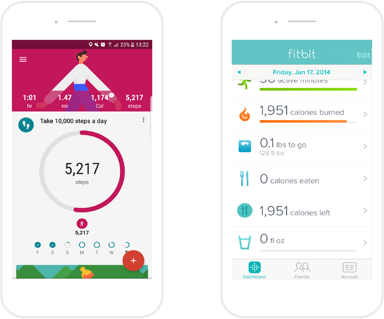 23% 13:22
1:01 1.47 1,174 5,217
hr mi Cal steps
Take 10,000 steps a day
5,217
steps
5,217
F S S M T W T
+
fitbit Edit
Friday, Jan 17, 2014
50 active minutes
1,951 calories burned
0.1 lbs to go
128.9 lbs
0 calories eaten
1,951 calories left
0 fl oz
Dashboard Friends Account